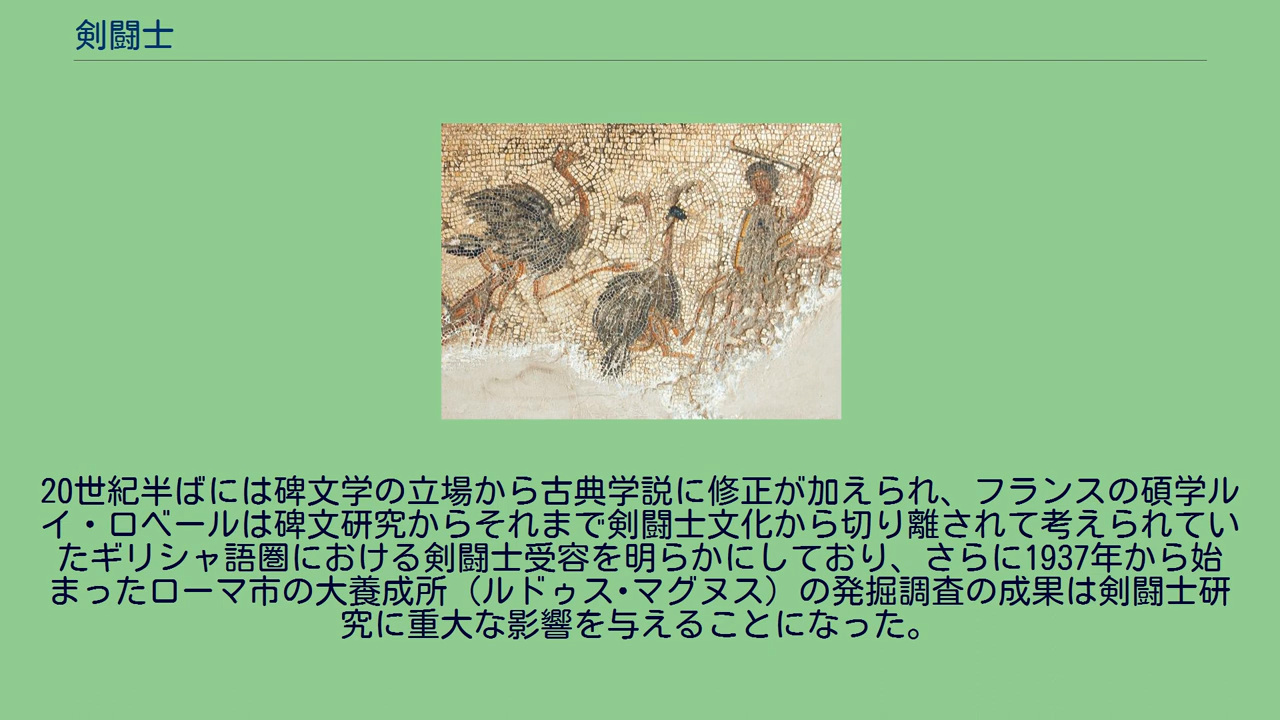 剣闘士
20世紀半ばには碑文学の立場から古典学説に修正が加えられ、フランスの碩学ル
イ・ロベールは碑文研究からそれまで剣闘士文化から切り離されて考えられてい
たギリシャ語圏における剣闘士受容を明らかにしており、さらに1937年から始
まったローマ市の大養成所（ルドゥス・マグヌス）の発掘調査の成果は剣闘士研
究に重大な影響を与えることになった。